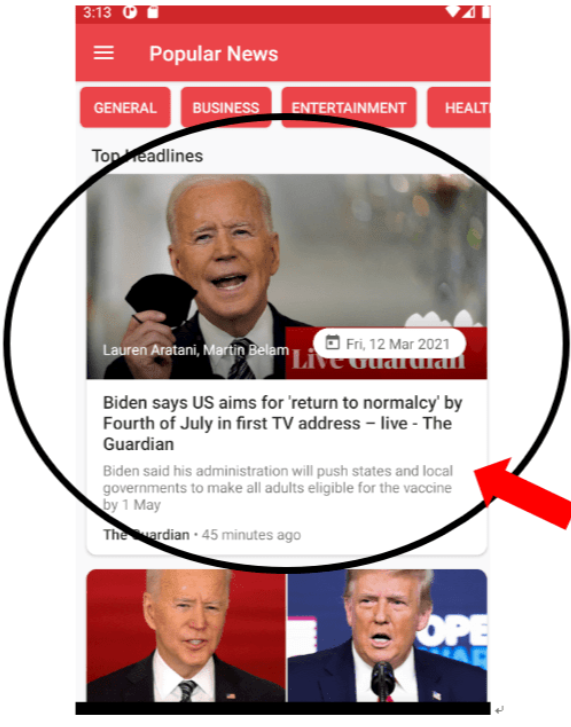 3:13
Popular News
GENERAL BUSINESS ENTERTAINMENT HEALT
Top Headlines
Lauren Aratani, Martin Belam
Fri, 12 Mar 2021
Live Guardian
Biden says US aims for 'return to normalcy' by
Fourth of July in first TV address – live - The
Guardian
Biden said his administration will push states and local
governments to make all adults eligible for the vaccine
by 1 May
The Guardian • 45 minutes ago
OPE